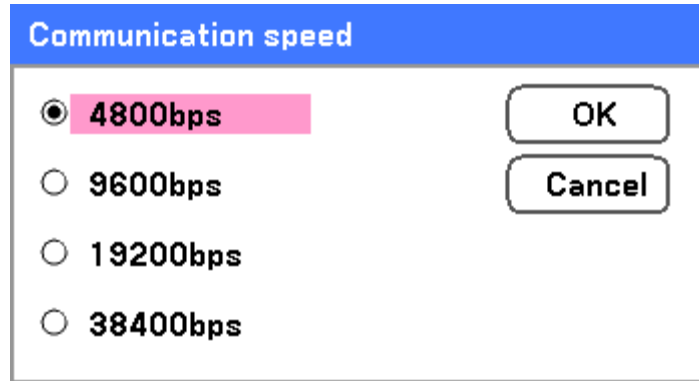 Communication speed
4800bps
OK
9600bps
Cancel
19200bps
38400bps